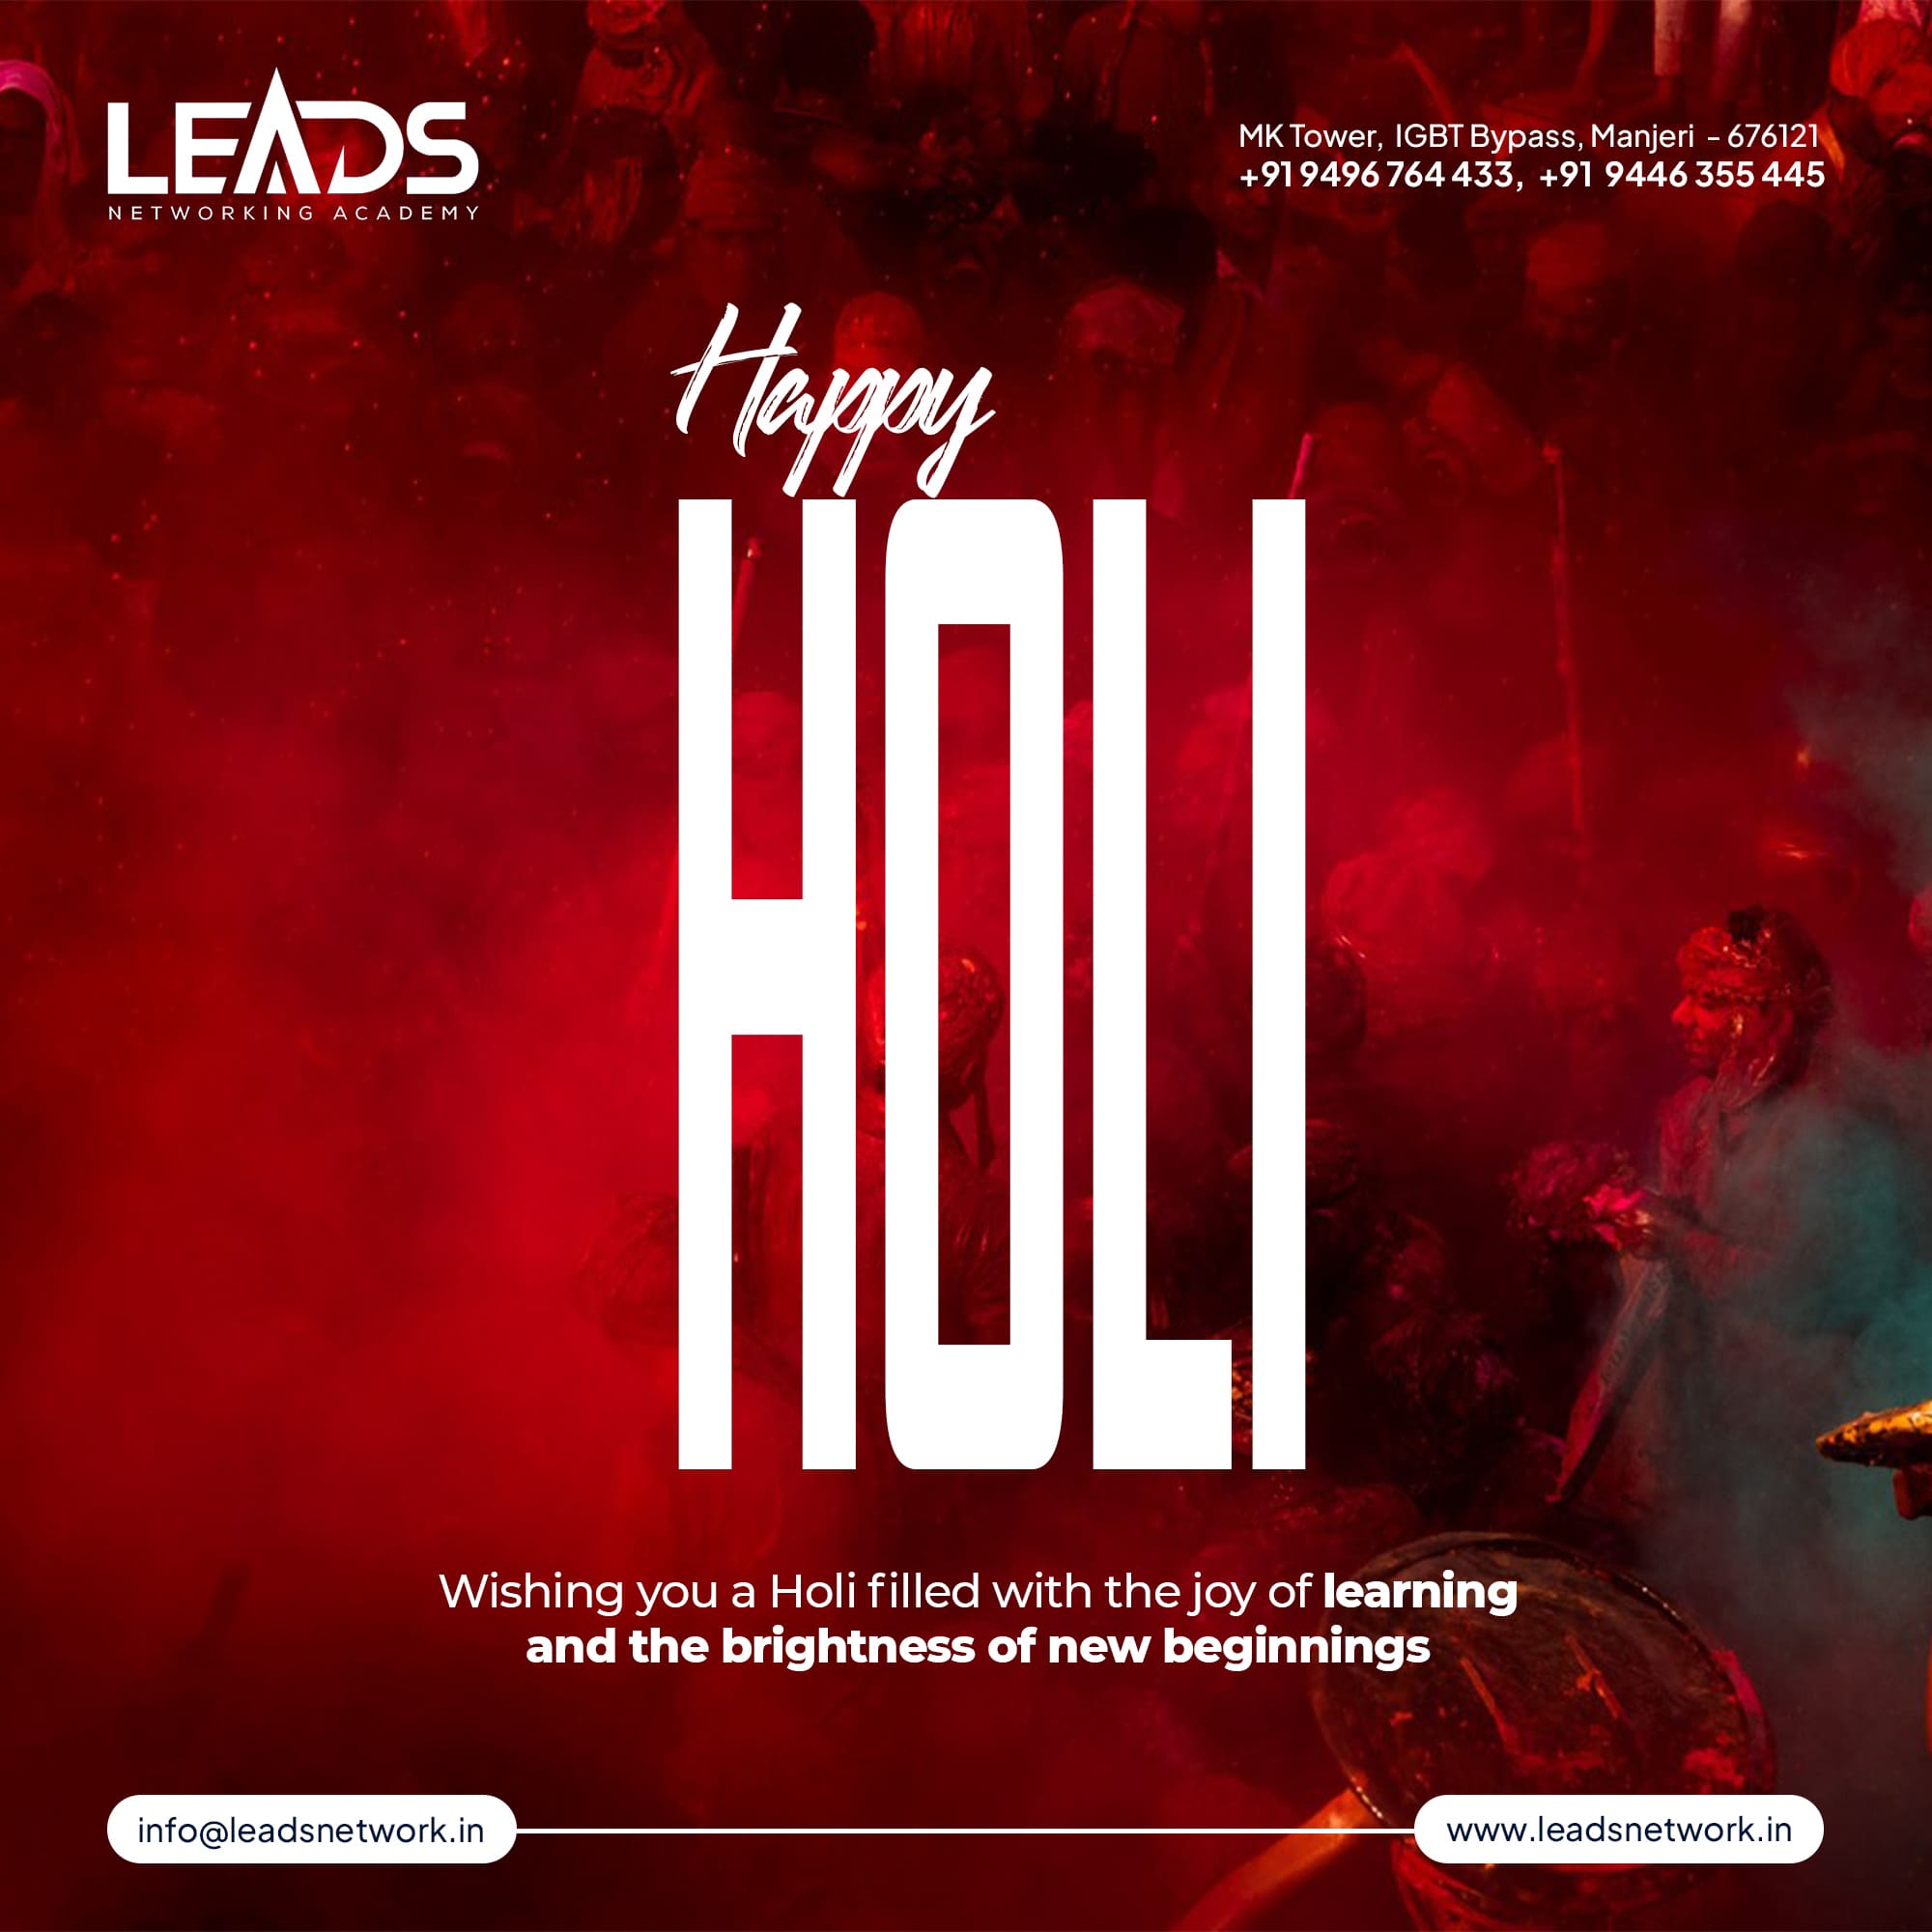 LEADS
NETWORKING ACADEMY
MK Tower, IGBT Bypass, Manjeri - 676121
+91 9496 764 433, +91 9446 355 445
Happy
HOLI
Wishing you a Holi filled with the joy of learning
and the brightness of new beginnings
info@leadsnetwork.in
www.leadsnetwork.in